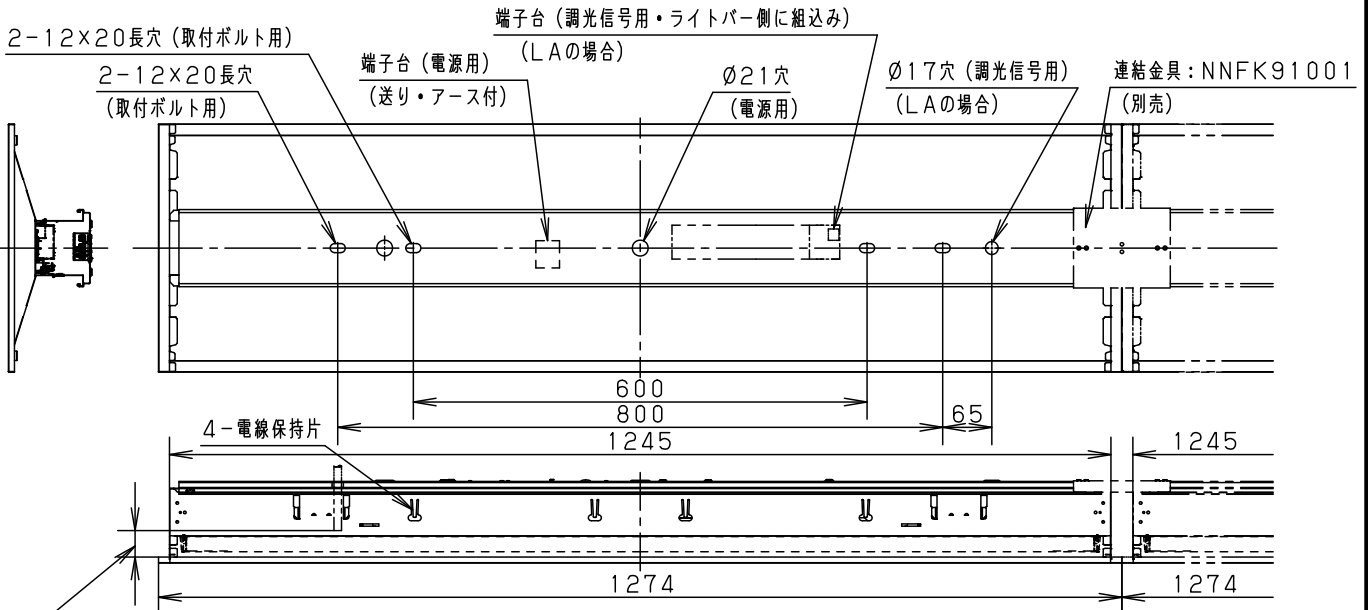 端子台（調光信号用・ライトバー側に組込み）
（LAの場合）
2-12×20長穴（取付ボルト用）
2-12×20長穴
（取付ボルト用）
端子台（電源用）
（送り・アース付）
Ø21穴
（電源用）
Ø17穴（調光信号用）
（LAの場合）
連結金具：NNFK91001
（別売）
600
800
65
4-電線保持片
1245
1245
1274
1274